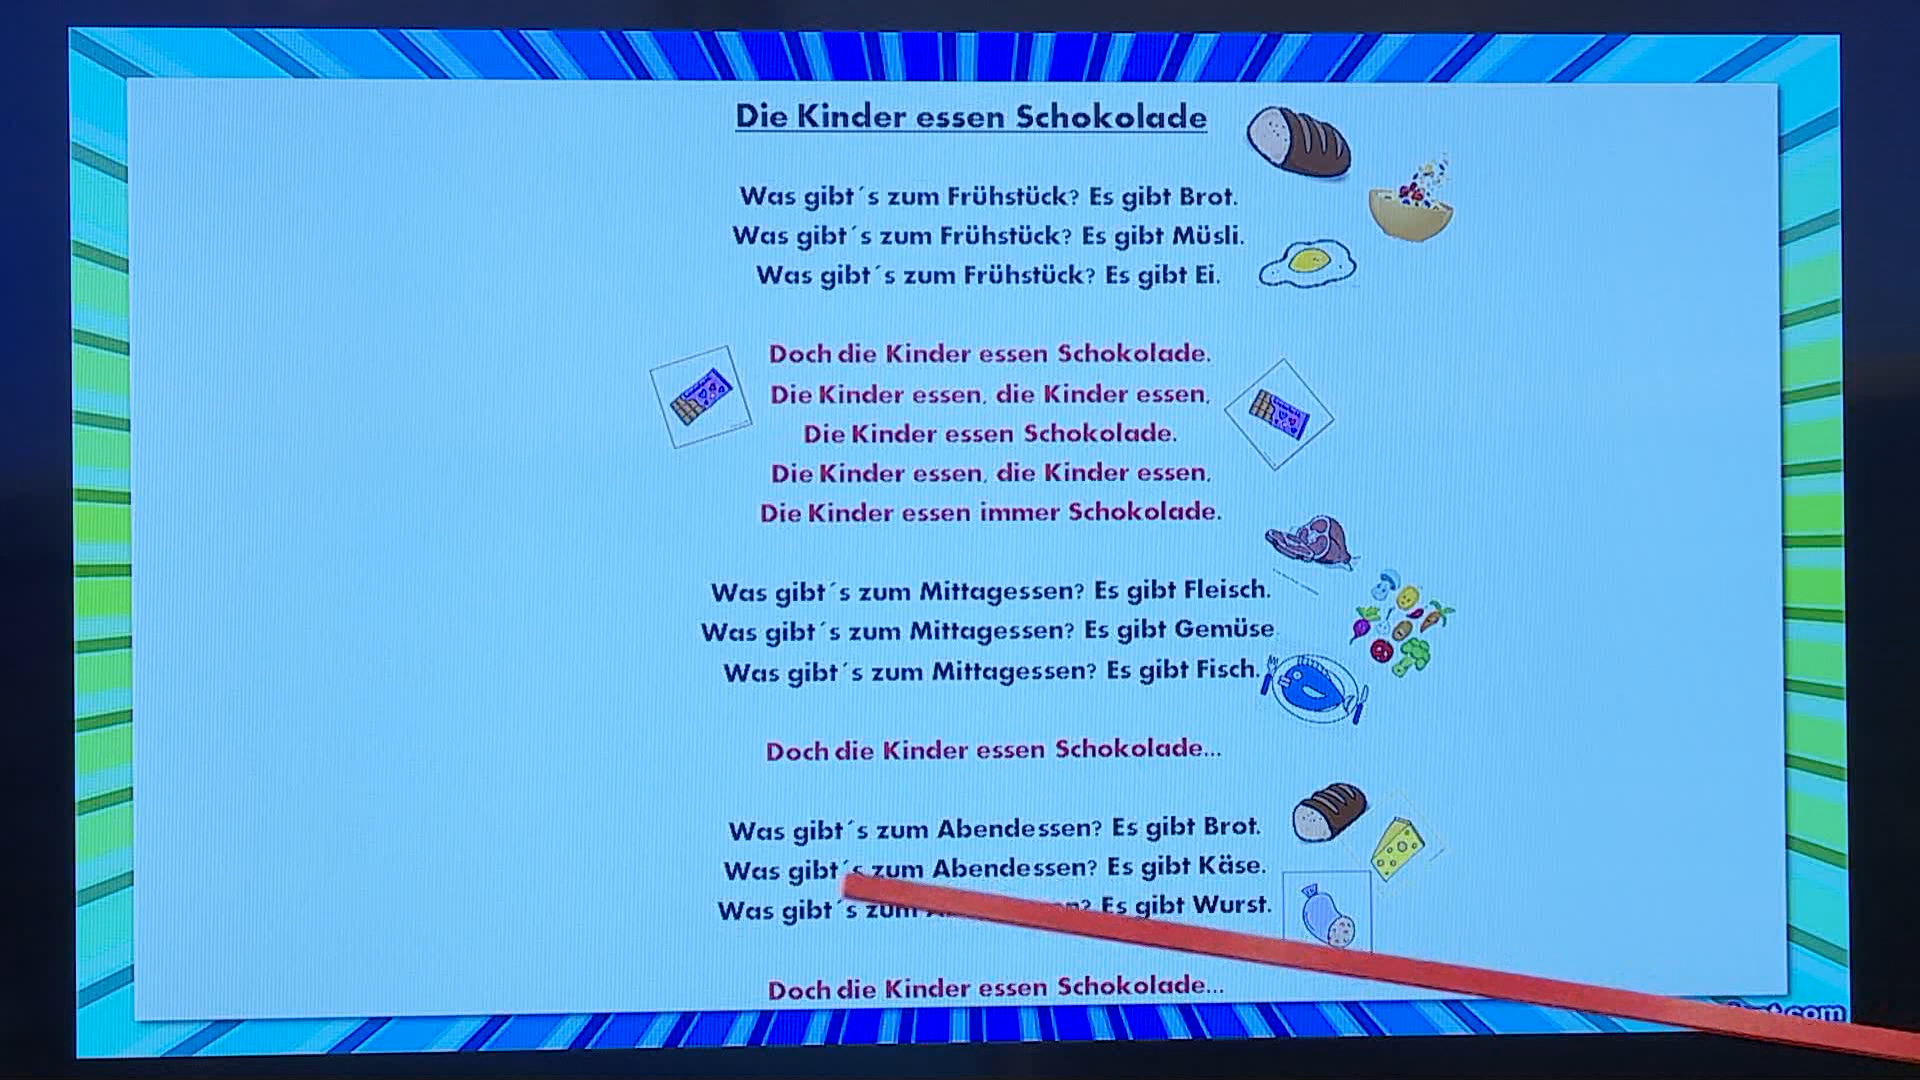 Die Kinder essen Schokolade
Was gibt´s zum Frühstück? Es gibt Brot.
Was gibt´s zum Frühstück? Es gibt Müsli.
Was gibt´s zum Frühstück? Es gibt Ei.
Doch die Kinder essen Schokolade.
Die Kinder essen, die Kinder essen,
Die Kinder essen Schokolade.
Die Kinder essen, die Kinder essen,
Die Kinder essen immer Schokolade.
Was gibt´s zum Mittagessen? Es gibt Fleisch.
Was gibt´s zum Mittagessen? Es gibt Gemüse.
Was gibt´s zum Mittagessen? Es gibt Fisch.
Doch die Kinder essen Schokolade...
Was gibt´s zum Abendessen? Es gibt Brot.
Was gibt´s zum Abendessen? Es gibt Käse.
Was gibt´s zum Es gibt Wurst.
Doch die Kinder essen Schokolade...